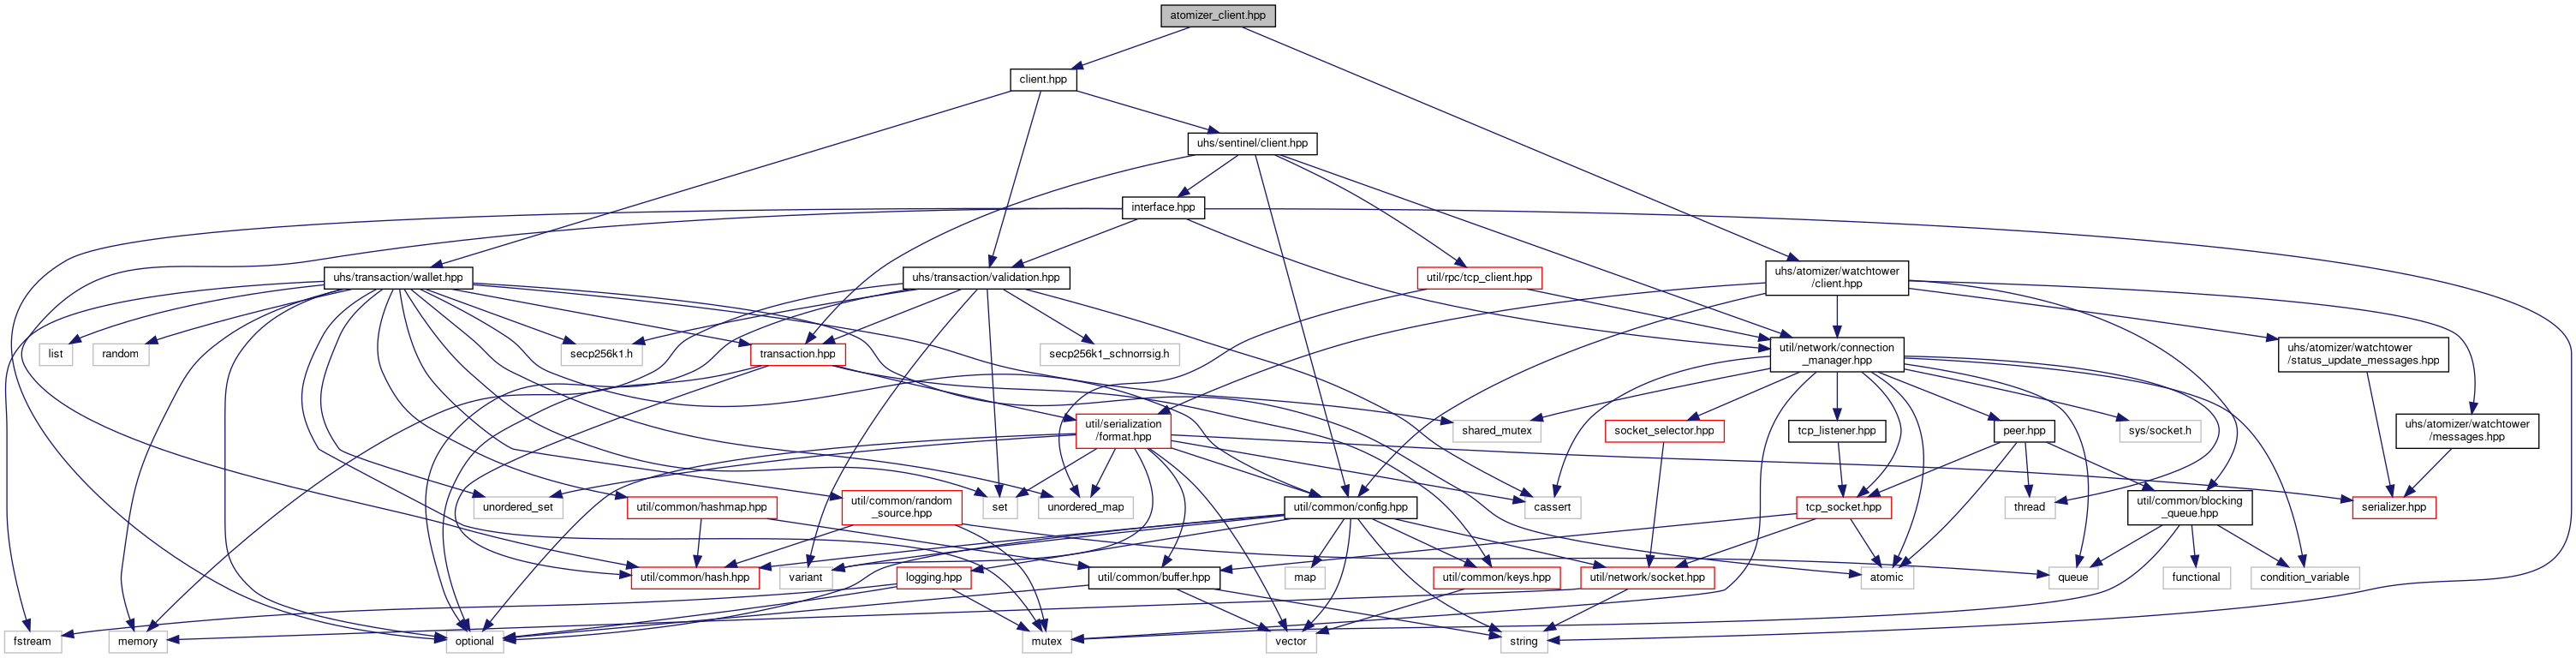 atomizer_client.hpp
client.hpp
uhs/sentinel/client.hpp
interface.hpp
uhs/transaction/wallet.hpp
uhs/transaction/validation.hpp
util/rpc/tcp_client.hpp
uhs/atomizer/watchtower
/client.hpp
list
random
secp256k1.h
transaction.hpp
secp256k1_schnorrsig.h
util/network/connection
_manager.hpp
uhs/atomizer/watchtower
/status_update_messages.hpp
util/serialization
/format.hpp
shared_mutex
socket_selector.hpp
tcp_listener.hpp
peer.hpp
sys/socket.h
uhs/atomizer/watchtower
/messages.hpp
unordered_set
util/common/hashmap.hpp
util/common/random
_source.hpp
set
unordered_map
util/common/config.hpp
cassert
tcp_socket.hpp
thread
util/common/blocking
_queue.hpp
serializer.hpp
util/common/hash.hpp
variant
logging.hpp
util/common/buffer.hpp
map
util/common/keys.hpp
util/network/socket.hpp
atomic
queue
functional
condition_variable
fstream
memory
optional
mutex
vector
string